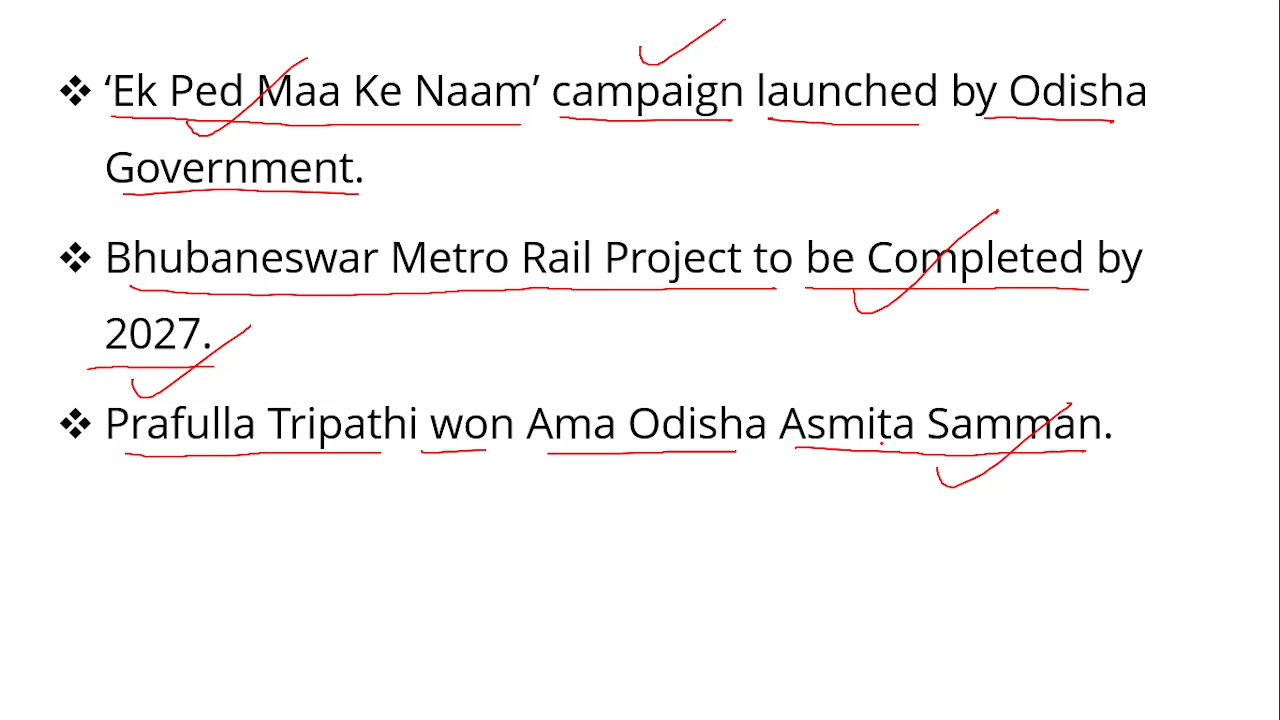 ❖ ‘Ek Ped Maa Ke Naam’ campaign launched by Odisha
Government.
❖ Bhubaneswar Metro Rail Project to be Completed by
2027.
❖ Prafulla Tripathi won Ama Odisha Asmita Samman.